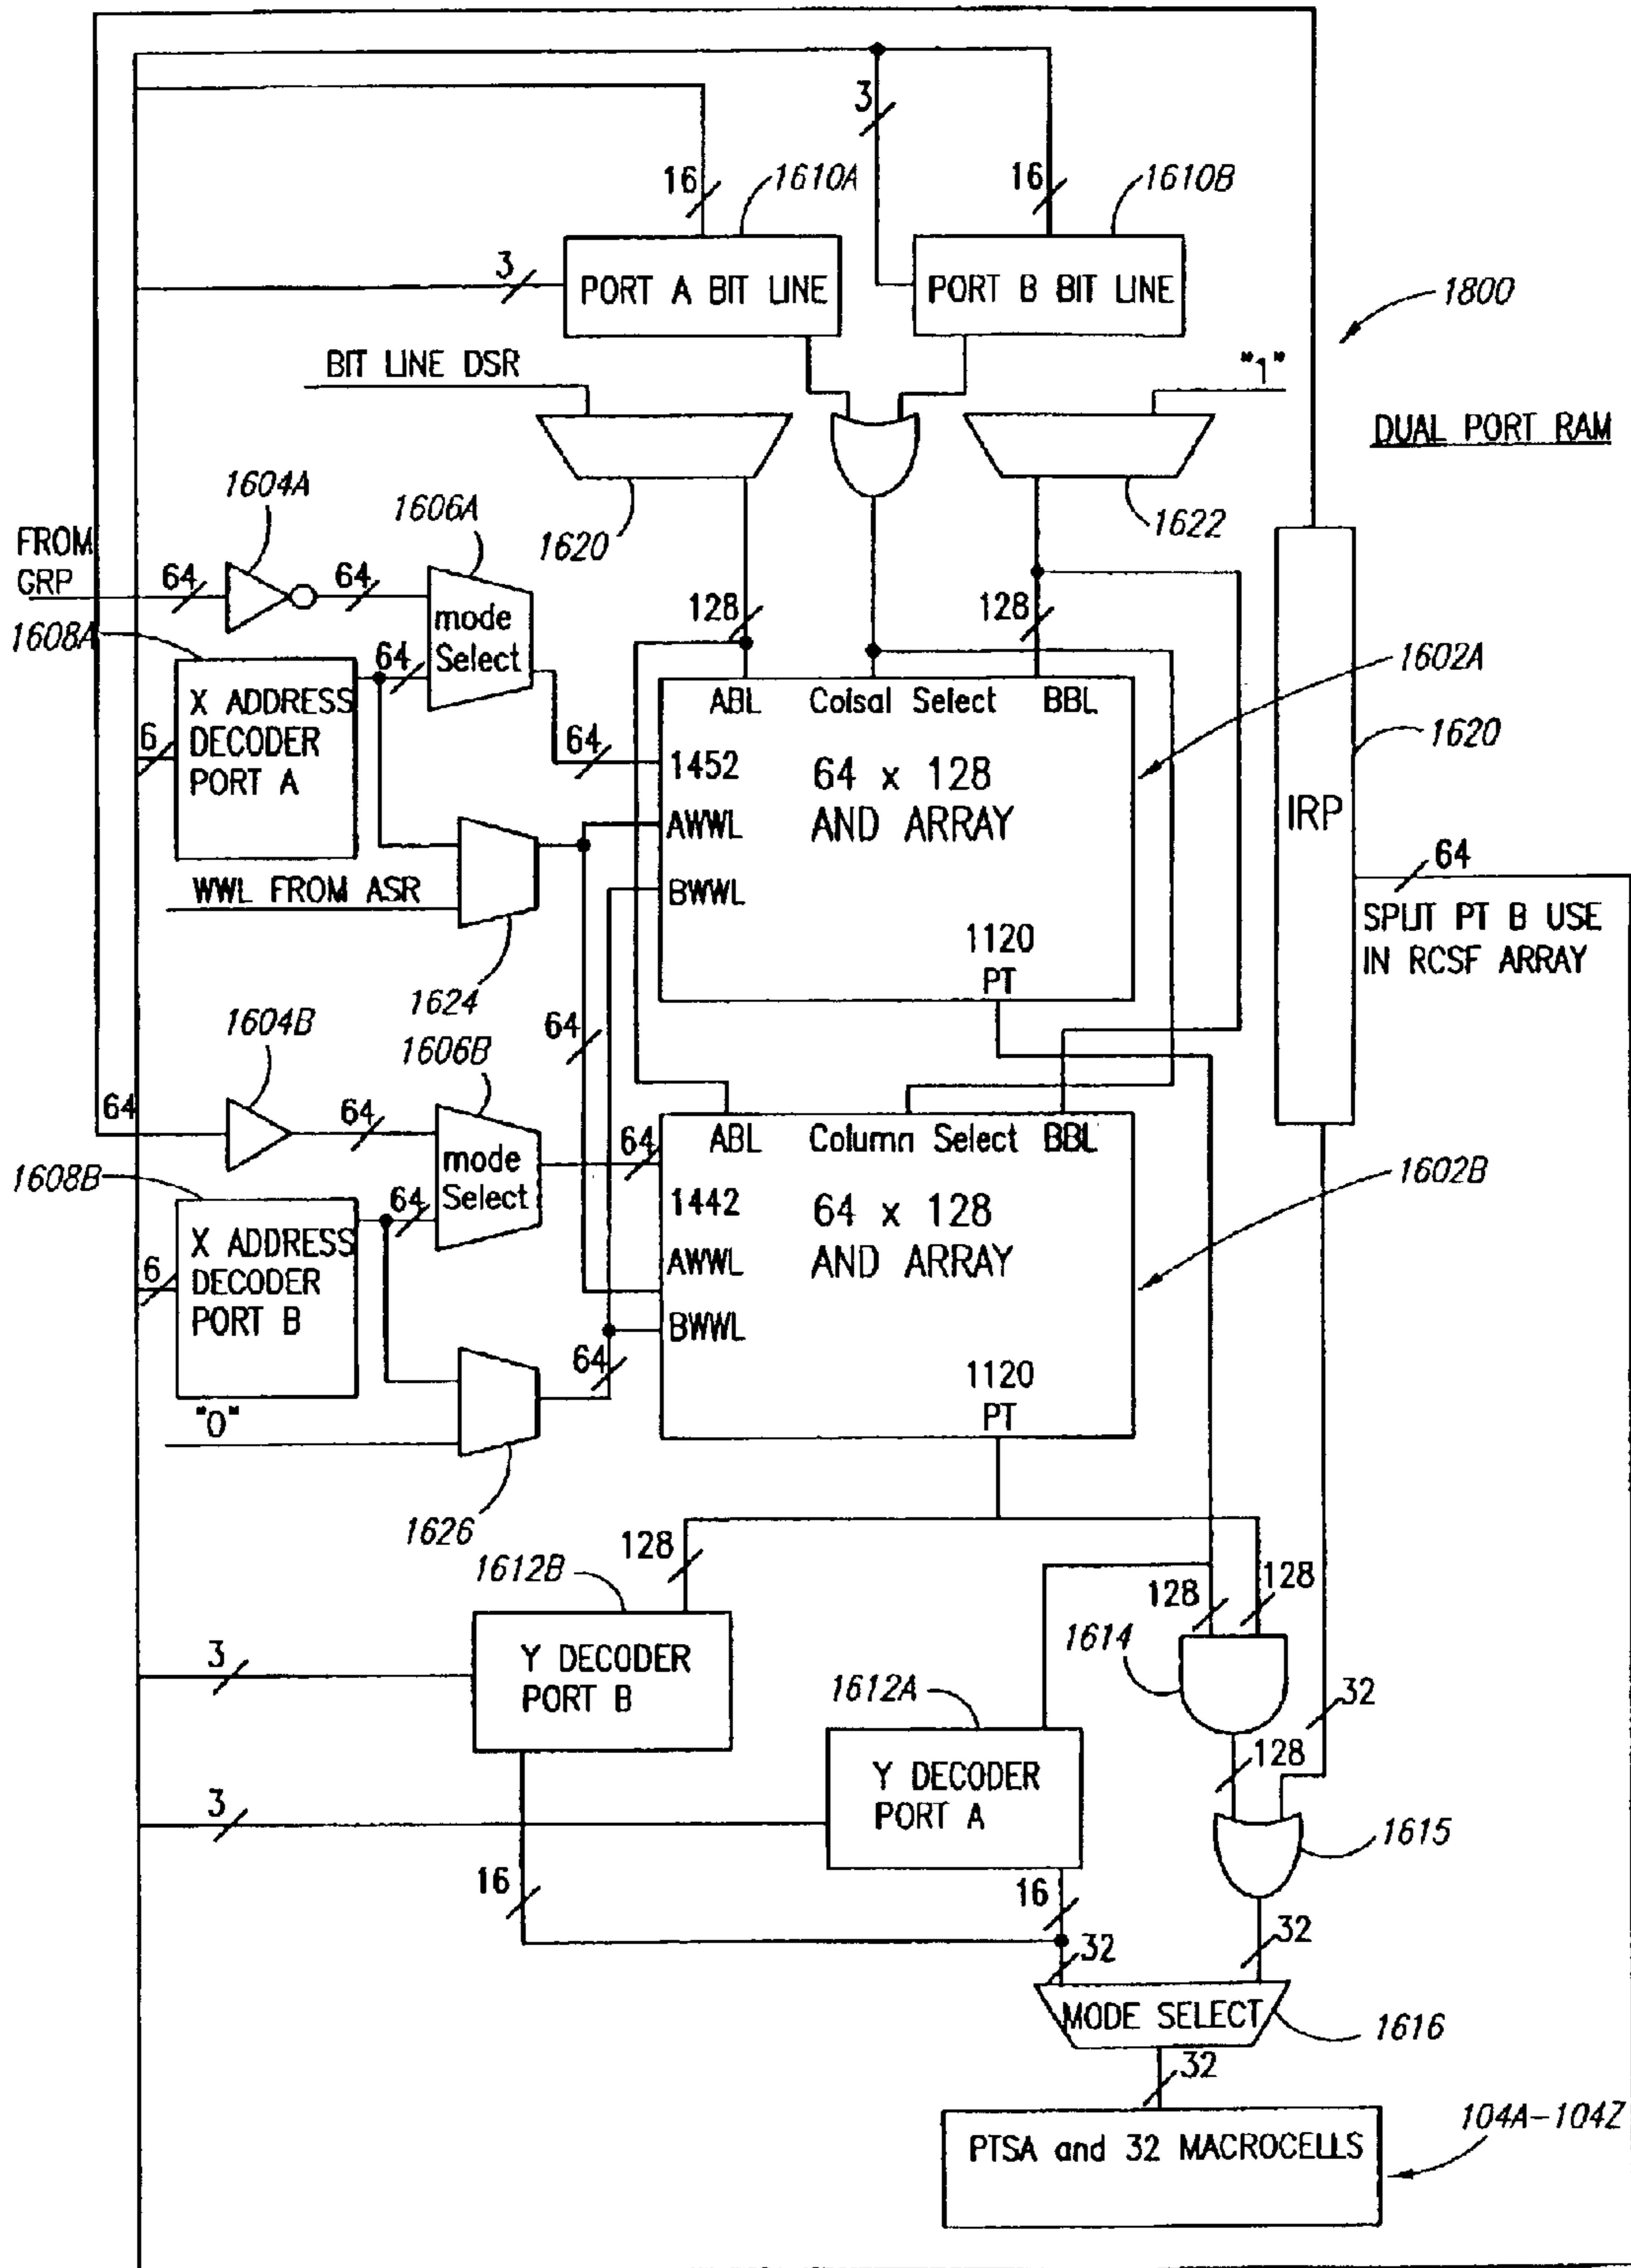 3
16
1610A
16
1610B
3
PORT A BIT LINE
PORT B BIT LINE
1800
BIT LINE DSR
"1"
DUAL PORT RAM
1604A
1606A
1620
1622
FROM
GRP
64
64
mode
Select
128
128
1608A
64
1602A
X ADDRESS
DECODER
PORT A
6
ABL
Colsal Select
BBL
64
1452
64 x 128
AND ARRAY
1620
IRP
AWWL
64
WWL FROM ASR
BWWL
SPLIT PT B USE
IN RCSF ARRAY
1120
PT
1624
1604B
64
1606B
64
64
mode
Select
64
ABL
Column Select
BBL
1608B
64
1602B
1442
64 x 128
AND ARRAY
X ADDRESS
DECODER
PORT B
6
AWWL
BWWL
64
1120
PT
"0"
1626
128
1612B
128
128
1614
Y DECODER
PORT B
3
1612A
32
128
Y DECODER
PORT A
3
1615
16
16
32
32
MODE SELECT
1616
32
104A-104Z
PTSA and 32 MACROCELLS